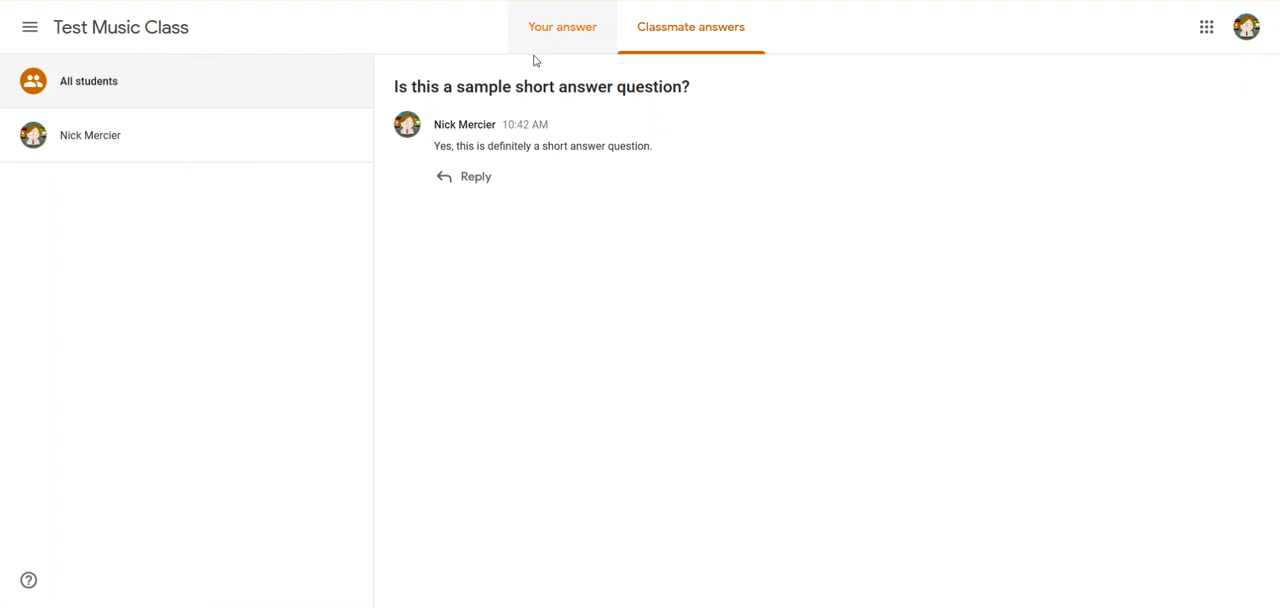 Test Music Class
Your answer
Classmate answers
All students
Nick Mercier
Is this a sample short answer question?
Nick Mercier 10:42 AM
Yes, this is definitely a short answer question.
Reply